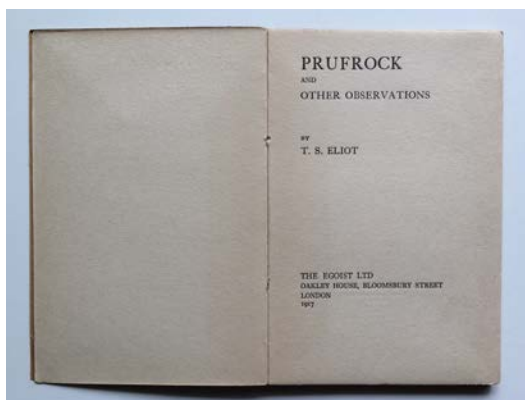 PRUFROCK
AND
OTHER OBSERVATIONS
BY
T. S. ELIOT
THE EGOIST LTD
OAKLEY HOUSE, BLOOMSBURY STREET
LONDON
1917